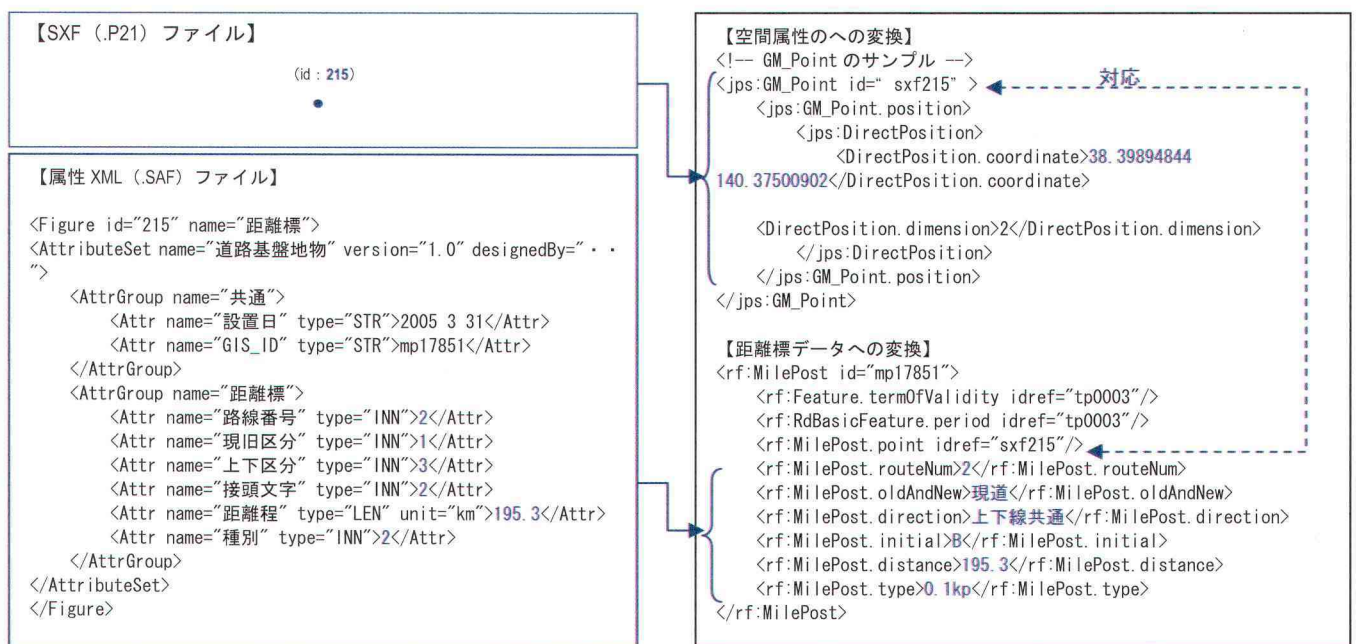 【SXF（.P21）ファイル】
(id：215)
【属性 XML（.SAF）ファイル】
<Figure id="215" name="距離標">
<AttributeSet name="道路基盤地物" version="1.0" designedBy="・・
">
<AttrGroup name="共通">
<Attr name="設置日" type="STR">2005 3 31</Attr>
<Attr name="GIS_ID" type="STR">mp17851</Attr>
</AttrGroup>
<AttrGroup name="距離標">
<Attr name="路線番号" type="INN">2</Attr>
<Attr name="現旧区分" type="INN">1</Attr>
<Attr name="上下区分" type="INN">3</Attr>
<Attr name="接頭文字" type="INN">2</Attr>
<Attr name="距離程" type="LEN" unit="km">195.3</Attr>
<Attr name="種別" type="INN">2</Attr>
</AttrGroup>
</AttributeSet>
</Figure>
【空間属性のへの変換】
<!-- GM_Point のサンプル -->
<jps:GM_Point id=“ sxf215” >
対応
<jps:GM_Point.position>
<jps:DirectPosition>
<DirectPosition.coordinate>38.39894844
140.37500902</DirectPosition.coordinate>
<DirectPosition.dimension>2</DirectPosition.dimension>
</jps:DirectPosition>
</jps:GM_Point.position>
</jps:GM_Point>
【距離標データへの変換】
<rf:MilePost id="mp17851">
<rf:Feature.termOfValidity idref="tp0003"/>
<rf:RdBasicFeature.period idref="tp0003"/>
<rf:MilePost.point idref="sxf215"/>
<rf:MilePost.routeNum>2</rf:MilePost.routeNum>
<rf:MilePost.oldAndNew>現道</rf:MilePost.oldAndNew>
<rf:MilePost.direction>上下線共通</rf:MilePost.direction>
<rf:MilePost.initial>B</rf:MilePost.initial>
<rf:MilePost.distance>195.3</rf:MilePost.distance>
<rf:MilePost.type>0.1kp</rf:MilePost.type>
</rf:MilePost>